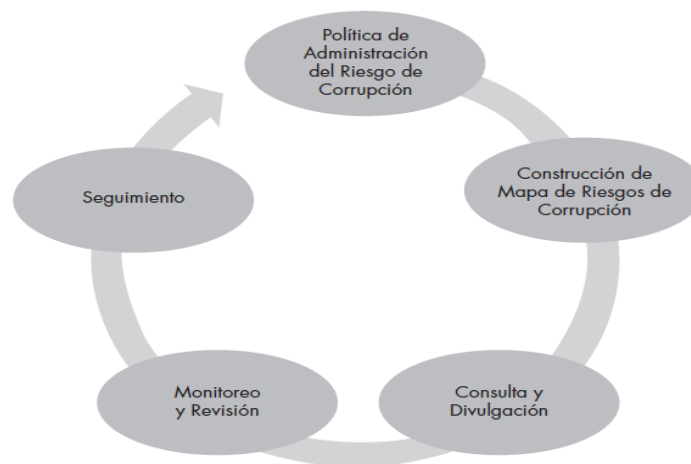 Política de
Administración
del Riesgo de
Corrupción
Construcción de
Mapa de Riesgos de
Corrupción
Consulta y
Divulgación
Monitoreo
y Revisión
Seguimiento